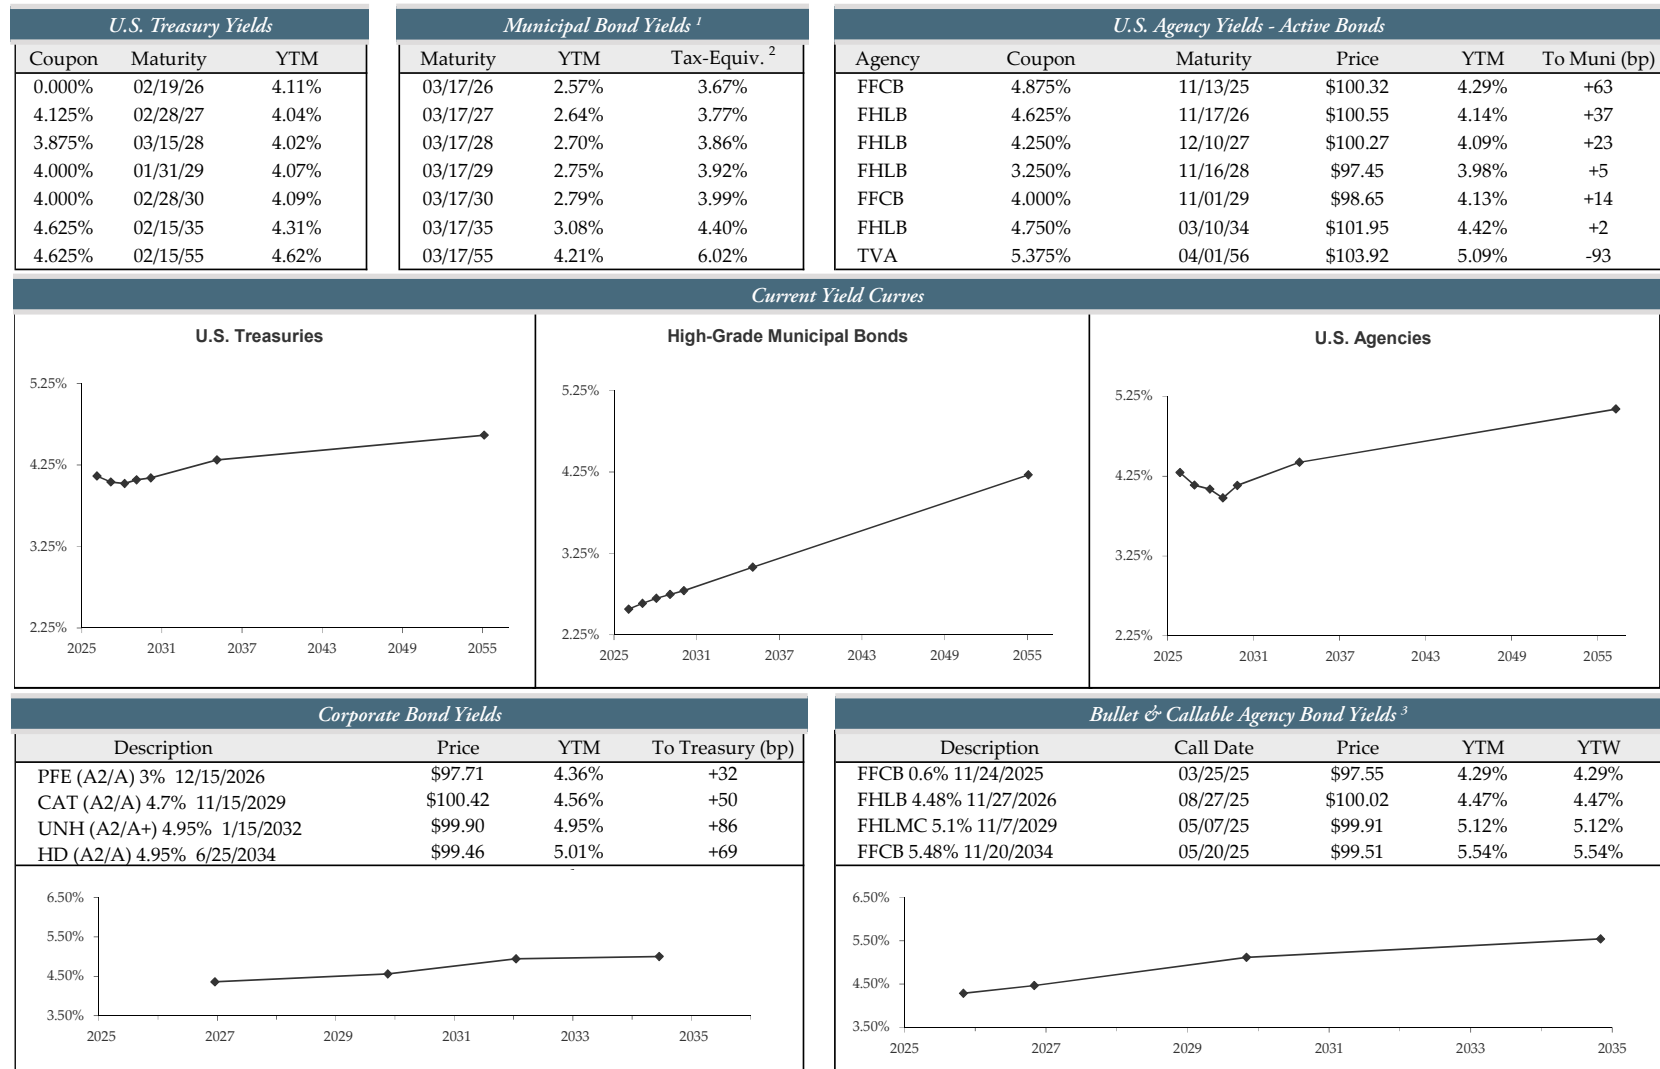 U.S. Treasury Yields
Coupon Maturity YTM
0.000% 02/19/26 4.11%
4.125% 02/28/27 4.04%
3.875% 03/15/28 4.02%
4.000% 01/31/29 4.07%
4.000% 02/28/30 4.09%
4.625% 02/15/35 4.31%
4.625% 02/15/55 4.62%
Municipal Bond Yields 1
Maturity YTM Tax-Equiv. 2
03/17/26 2.57% 3.67%
03/17/27 2.64% 3.77%
03/17/28 2.70% 3.86%
03/17/29 2.75% 3.92%
03/17/30 2.79% 3.99%
03/17/35 3.08% 4.40%
03/17/55 4.21% 6.02%
U.S. Agency Yields - Active Bonds
Agency Coupon Maturity Price YTM To Muni (bp)
FFCB 4.875% 11/13/25 $100.32 4.29% +63
FHLB 4.625% 11/17/26 $100.55 4.14% +37
FHLB 4.250% 12/10/27 $100.27 4.09% +23
FHLB 3.250% 11/16/28 $97.45 3.98% +5
FFCB 4.000% 11/01/29 $98.65 4.13% +14
FHLB 4.750% 03/10/34 $101.95 4.42% +2
TVA 5.375% 04/01/56 $103.92 5.09% -93
Current Yield Curves
U.S. Treasuries
5.25%
4.25%
3.25%
2.25%
2025 2031 2037 2043 2049 2055
High-Grade Municipal Bonds
5.25%
4.25%
3.25%
2.25%
2025 2031 2037 2043 2049 2055
U.S. Agencies
5.25%
4.25%
3.25%
2.25%
2025 2031 2037 2043 2049 2055
Corporate Bond Yields
Description Price YTM To Treasury (bp)
PFE (A2/A) 3% 12/15/2026 $97.71 4.36% +32
CAT (A2/A) 4.7% 11/15/2029 $100.42 4.56% +50
UNH (A2/A+) 4.95% 1/15/2032 $99.90 4.95% +86
HD (A2/A) 4.95% 6/25/2034 $99.46 5.01% +69
6.50%
5.50%
4.50%
3.50%
2025 2027 2029 2031 2033 2035
Bullet & Callable Agency Bond Yields 3
Description Call Date Price YTM YTW
FFCB 0.6% 11/24/2025 03/25/25 $97.55 4.29% 4.29%
FHLB 4.48% 11/27/2026 08/27/25 $100.02 4.47% 4.47%
FHLMC 5.1% 11/7/2029 05/07/25 $99.91 5.12% 5.12%
FFCB 5.48% 11/20/2034 05/20/25 $99.51 5.54% 5.54%
6.50%
5.50%
4.50%
3.50%
2025 2027 2029 2031 2033 2035